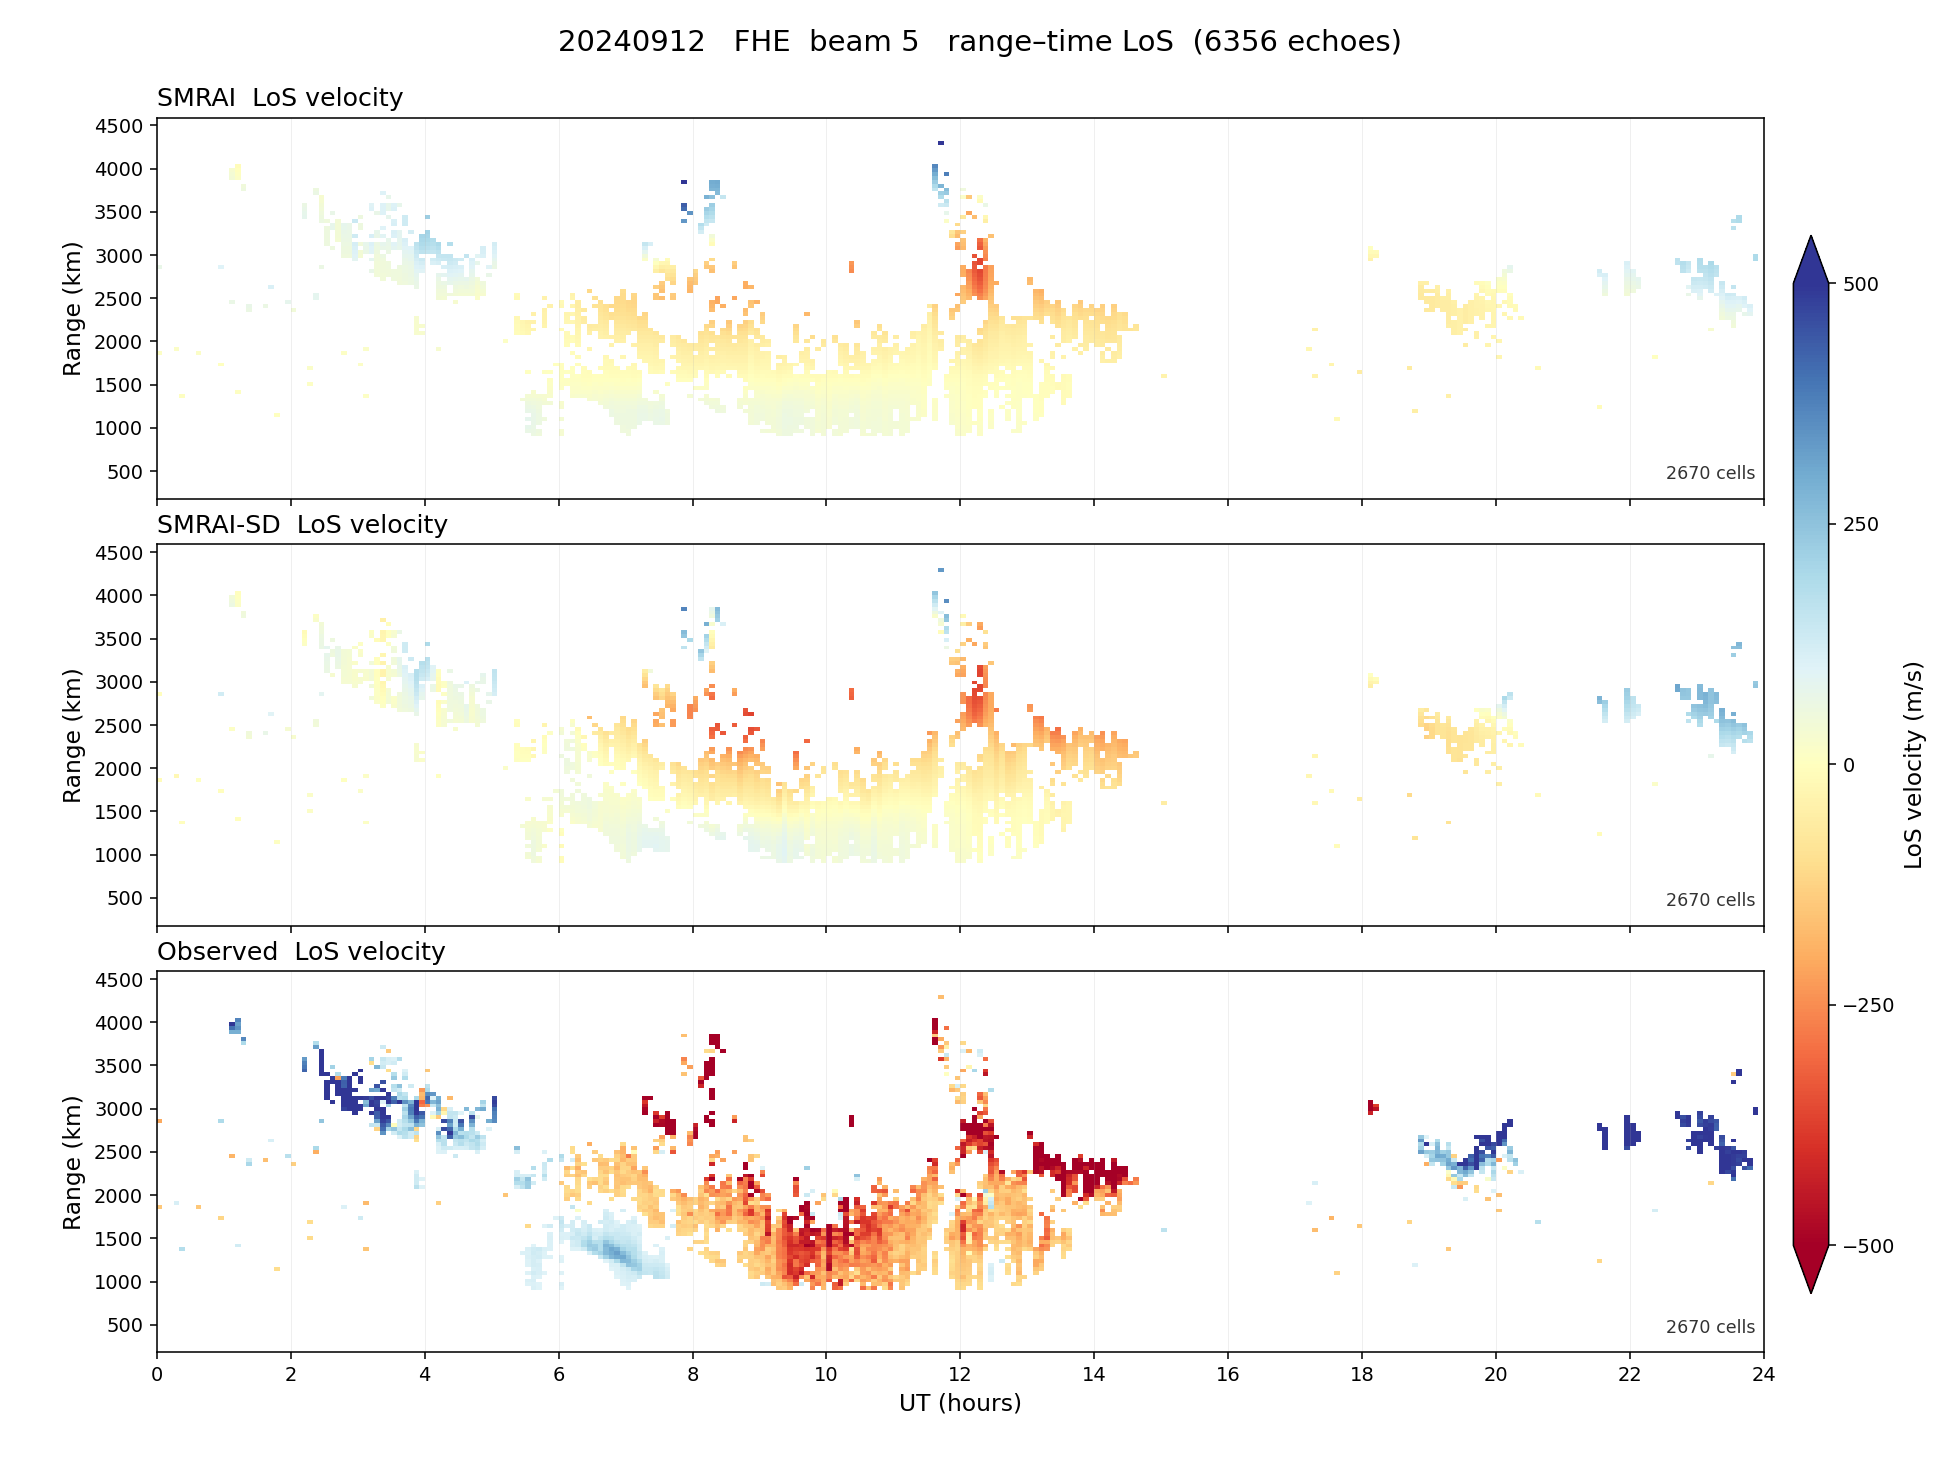 20240912   FHE  beam 5   range–time LoS  (6356 echoes)
SMRAI  LoS velocity
4500
4000
3500
3000
2500
2000
1500
1000
500
Range (km)
2670 cells
SMRAI-SD  LoS velocity
4500
4000
3500
3000
2500
2000
1500
1000
500
Range (km)
2670 cells
Observed  LoS velocity
4500
4000
3500
3000
2500
2000
1500
1000
500
Range (km)
2670 cells
0 2 4 6 8 10 12 14 16 18 20 22 24
UT (hours)
500
250
0
−250
−500
LoS velocity (m/s)